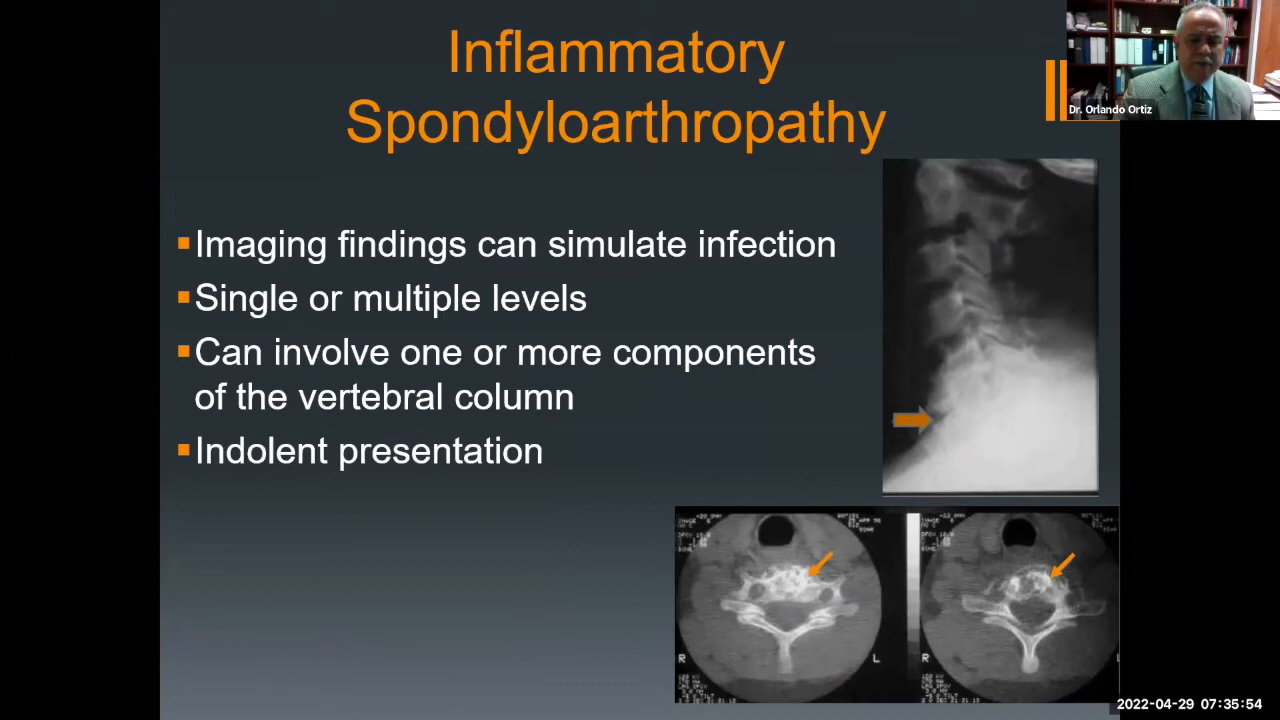 Inflammatory
Spondyloarthropathy
Dr. Orlando Ortiz
Imaging findings can simulate infection
Single or multiple levels
Can involve one or more components
of the vertebral column
Indolent presentation
R
L
R
2022-04-29 07:35:54